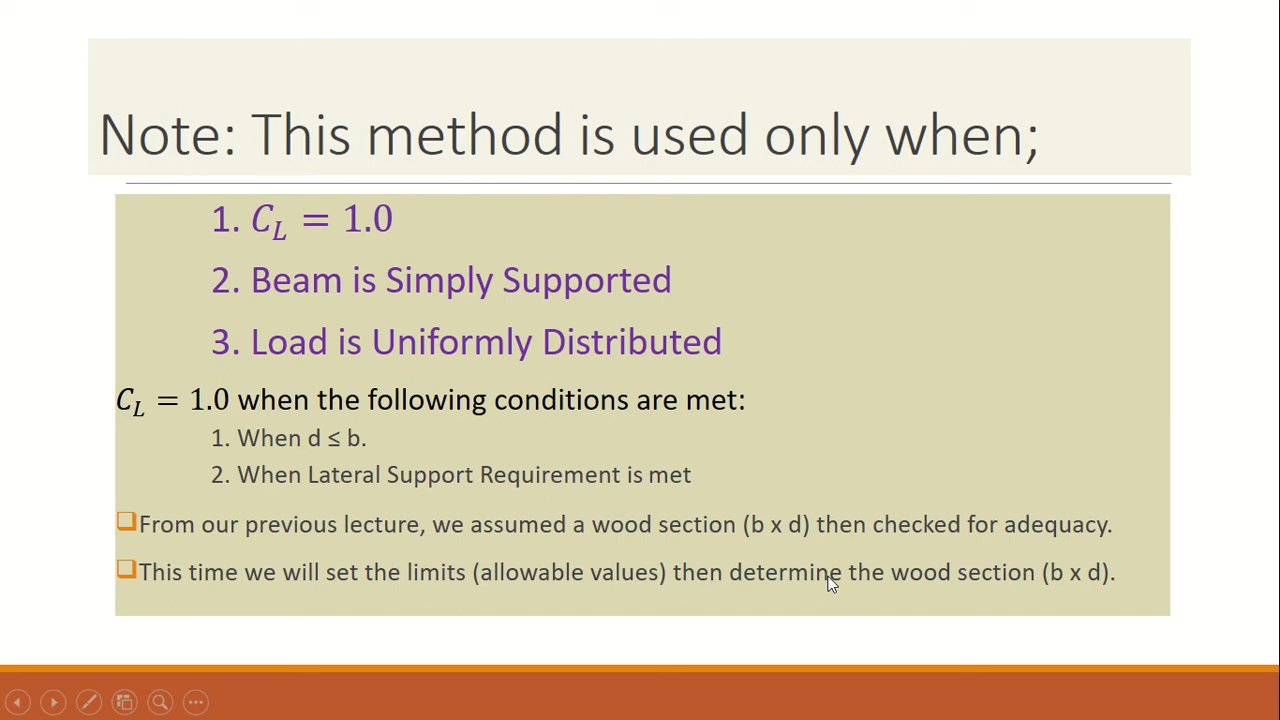 Note: This method is used only when;
1. C_L = 1.0
2. Beam is Simply Supported
3. Load is Uniformly Distributed
C_L = 1.0 when the following conditions are met:
1. When d ≤ b.
2. When Lateral Support Requirement is met
From our previous lecture, we assumed a wood section (b x d) then checked for adequacy.
This time we will set the limits (allowable values) then determine the wood section (b x d).